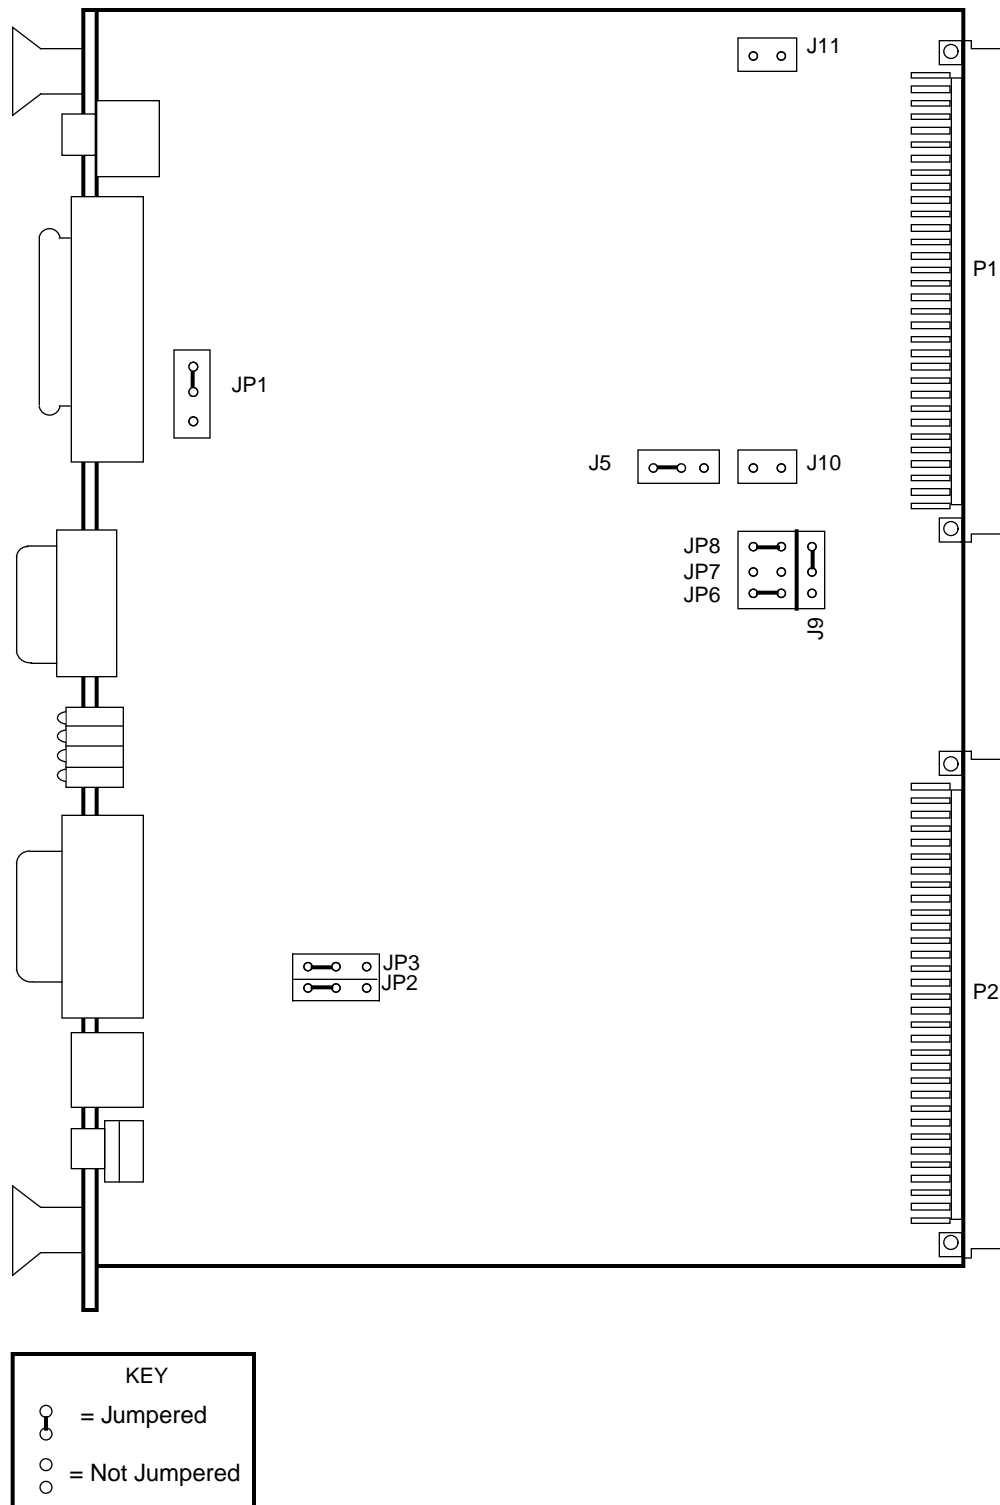 J11
P1
JP1
J5
J10
JP8
JP7
JP6
J9
JP3
JP2
P2
KEY
= Jumpered
= Not Jumpered